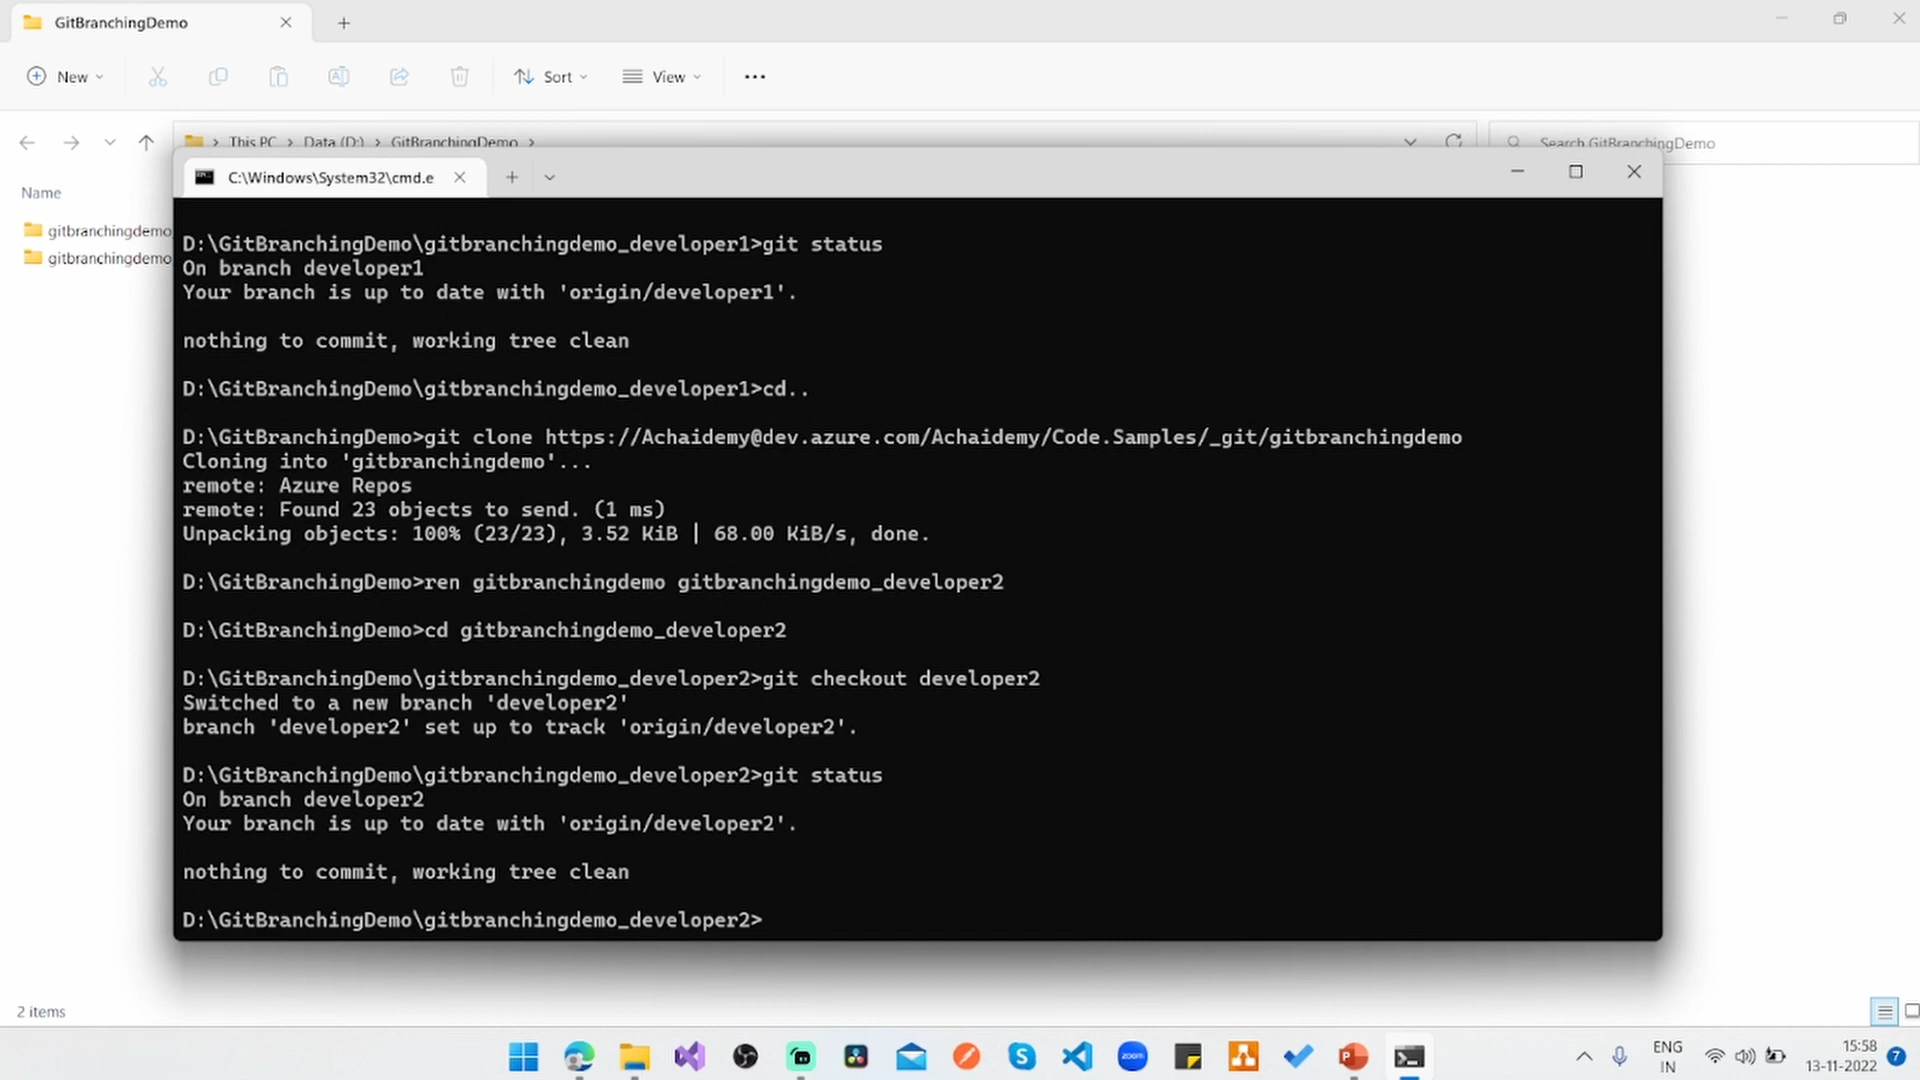 GitBranchingDemo
New
Sort
View
This PC > Data (D:) > GitBranchingDemo >
Search GitBranchingDemo
Name
gitbranchingdemo
gitbranchingdemo
C:\Windows\System32\cmd.e
D:\GitBranchingDemo\gitbranchingdemo_developer1>git status
On branch developer1
Your branch is up to date with 'origin/developer1'.
nothing to commit, working tree clean
D:\GitBranchingDemo\gitbranchingdemo_developer1>cd..
D:\GitBranchingDemo>git clone https://Achaidemy@dev.azure.com/Achaidemy/Code.Samples/_git/gitbranchingdemo
Cloning into 'gitbranchingdemo'...
remote: Azure Repos
remote: Found 23 objects to send. (1 ms)
Unpacking objects: 100% (23/23), 3.52 KiB | 68.00 KiB/s, done.
D:\GitBranchingDemo>ren gitbranchingdemo gitbranchingdemo_developer2
D:\GitBranchingDemo>cd gitbranchingdemo_developer2
D:\GitBranchingDemo\gitbranchingdemo_developer2>git checkout developer2
Switched to a new branch 'developer2'
branch 'developer2' set up to track 'origin/developer2'.
D:\GitBranchingDemo\gitbranchingdemo_developer2>git status
On branch developer2
Your branch is up to date with 'origin/developer2'.
nothing to commit, working tree clean
D:\GitBranchingDemo\gitbranchingdemo_developer2>
2 items
zoom
ENG
IN
15:58
13-11-2022
7